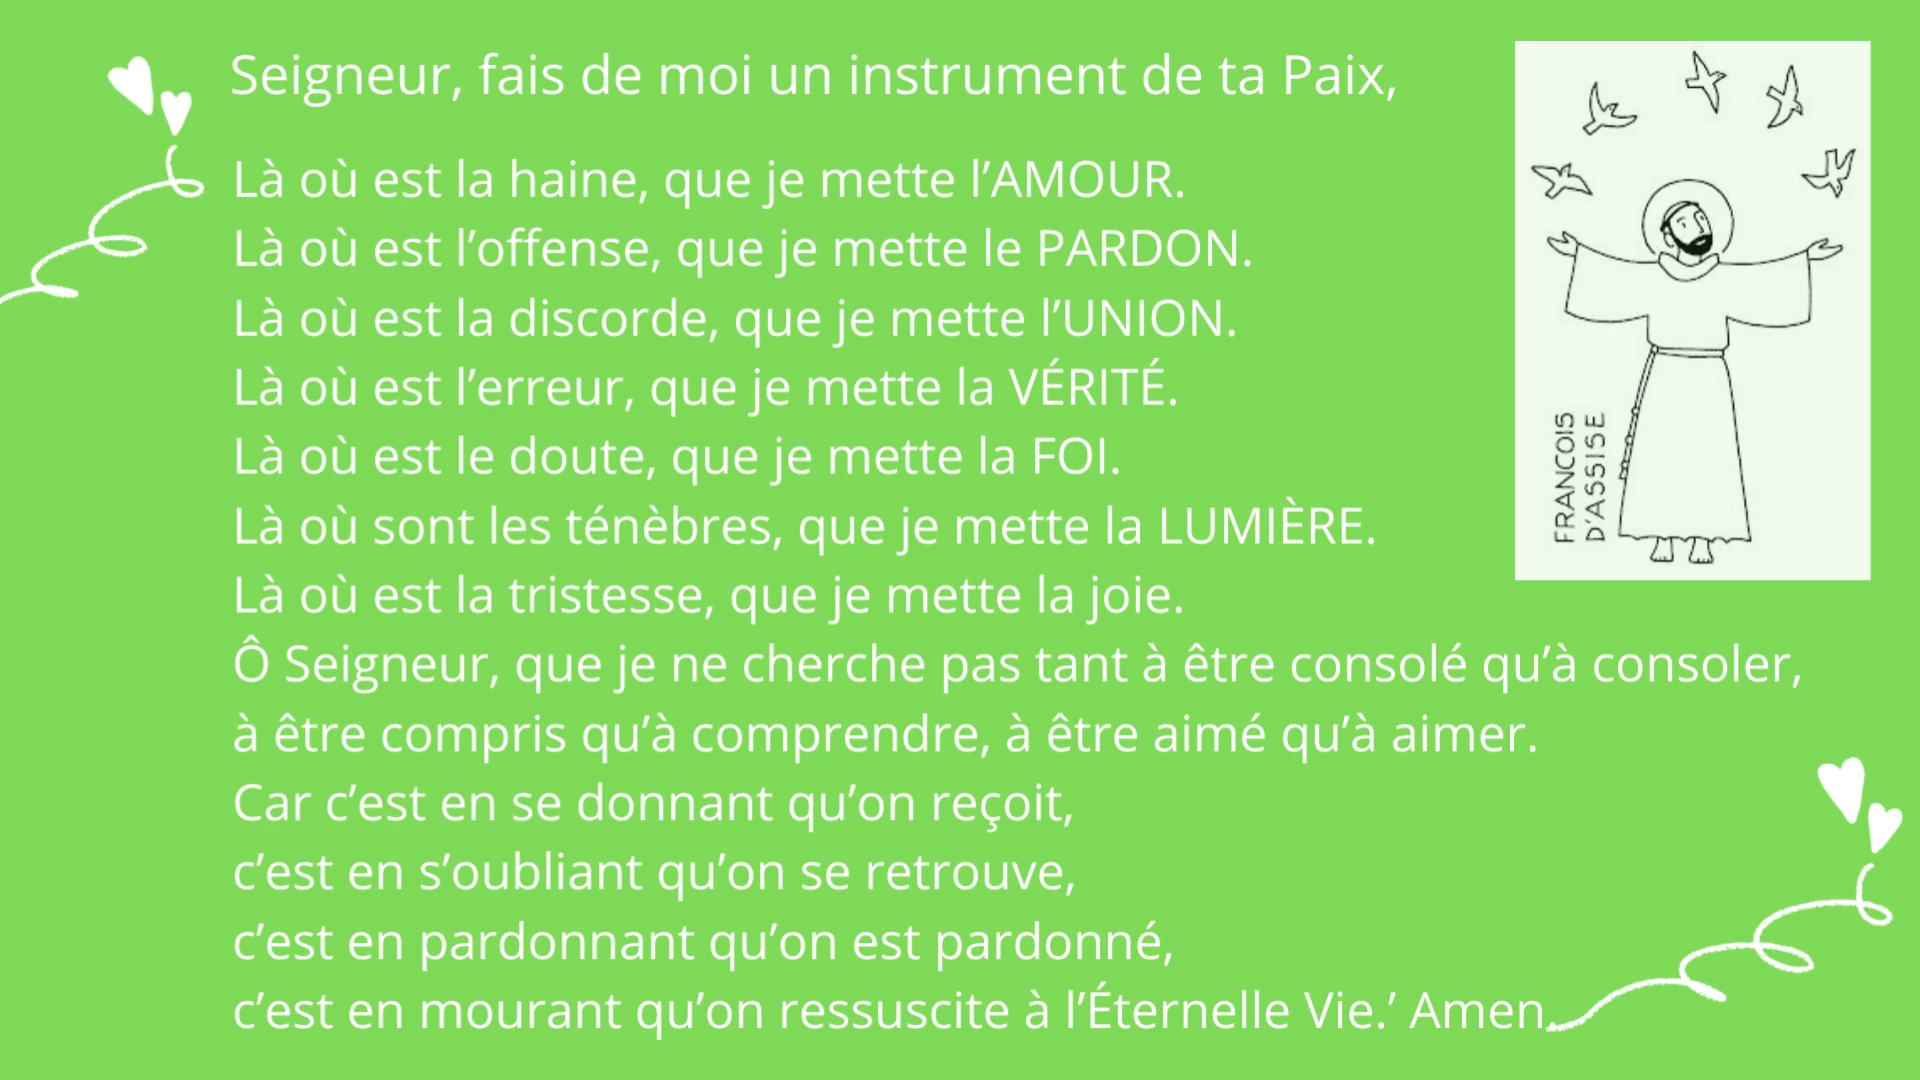 Seigneur, fais de moi un instrument de ta Paix,
Là où est la haine, que je mette l’AMOUR.
Là où est l’offense, que je mette le PARDON.
Là où est la discorde, que je mette l’UNION.
Là où est l’erreur, que je mette la VÉRITÉ.
Là où est le doute, que je mette la FOI.
Là où sont les ténèbres, que je mette la LUMIÈRE.
Là où est la tristesse, que je mette la joie.
Ô Seigneur, que je ne cherche pas tant à être consolé qu’à consoler,
à être compris qu’à comprendre, à être aimé qu’à aimer.
Car c’est en se donnant qu’on reçoit,
c’est en s’oubliant qu’on se retrouve,
c’est en pardonnant qu’on est pardonné,
c’est en mourant qu’on ressuscite à l’Éternelle Vie.’ Amen.
FRANCOIS
D'ASSISE